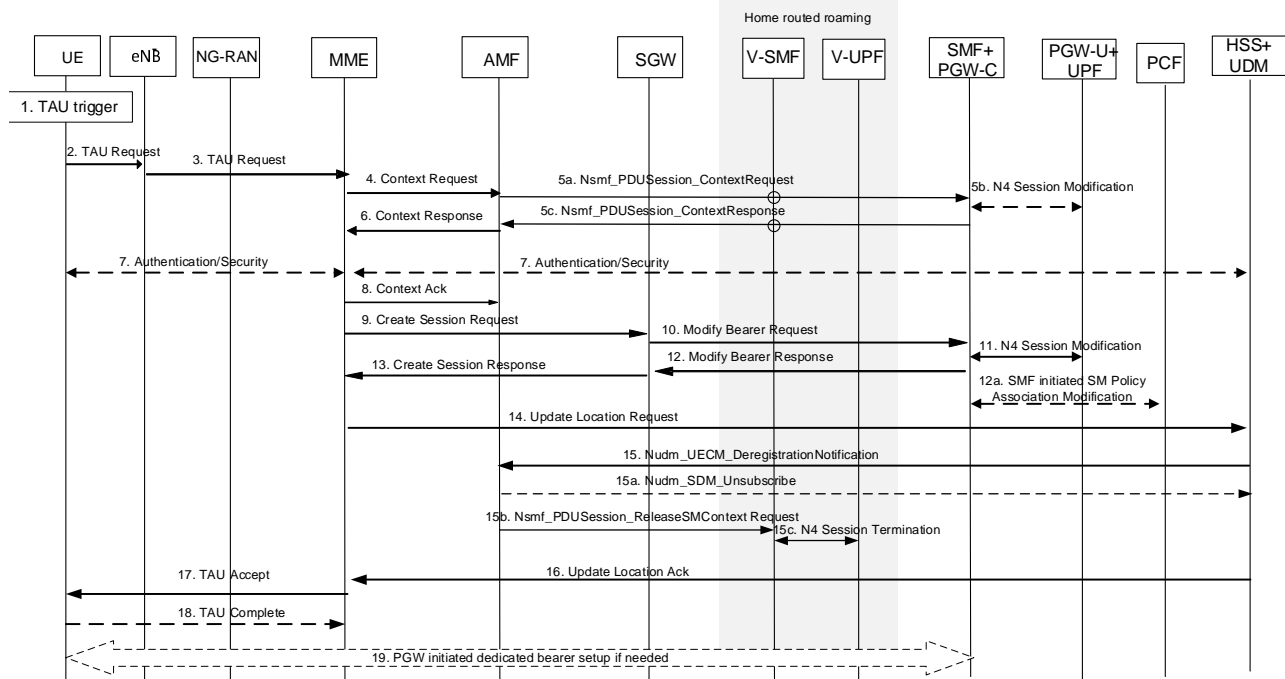 Home routed roaming
UE
eNB
NG-RAN
MME
AMF
SGW
V-SMF
V-UPF
SMF+
PGW-C
PGW-U+
UPF
PCF
HSS+
UDM
1. TAU trigger
2. TAU Request
3. TAU Request
4. Context Request
5a. Nsmf_PDUSession_ContextRequest
5b. N4 Session Modification
6. Context Response
5c. Nsmf_PDUSession_ContextResponse
7. Authentication/Security
7. Authentication/Security
8. Context Ack
9. Create Session Request
10. Modify Bearer Request
11. N4 Session Modification
12. Modify Bearer Response
13. Create Session Response
12a. SMF initiated SM Policy
Association Modification
14. Update Location Request
15. Nudm_UECM_DeregistrationNotification
15a. Nudm_SDM_Unsubscribe
15b. Nsmf_PDUSession_ReleaseSMContext Request
15c. N4 Session Termination
17. TAU Accept
16. Update Location Ack
18. TAU Complete
19. PGW initiated dedicated bearer setup if needed